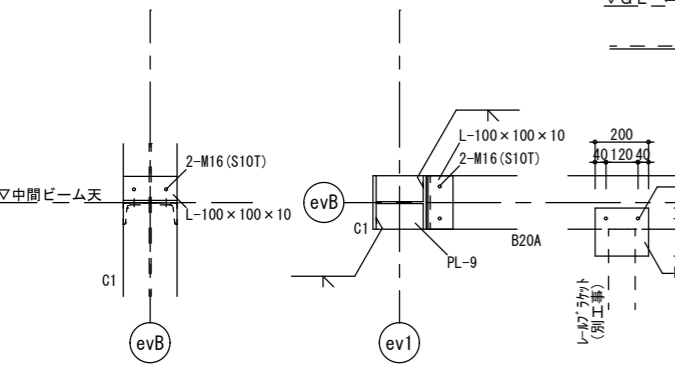 ▽GL
2-M16(S10T)
▽中間ビーム天
L-100×100×10
C1
evB
L-100×100×10
2-M16(S10T)
evB
C1
PL-9
B20A
ev1
200
40 120 40
レールブラケット
(別工事)